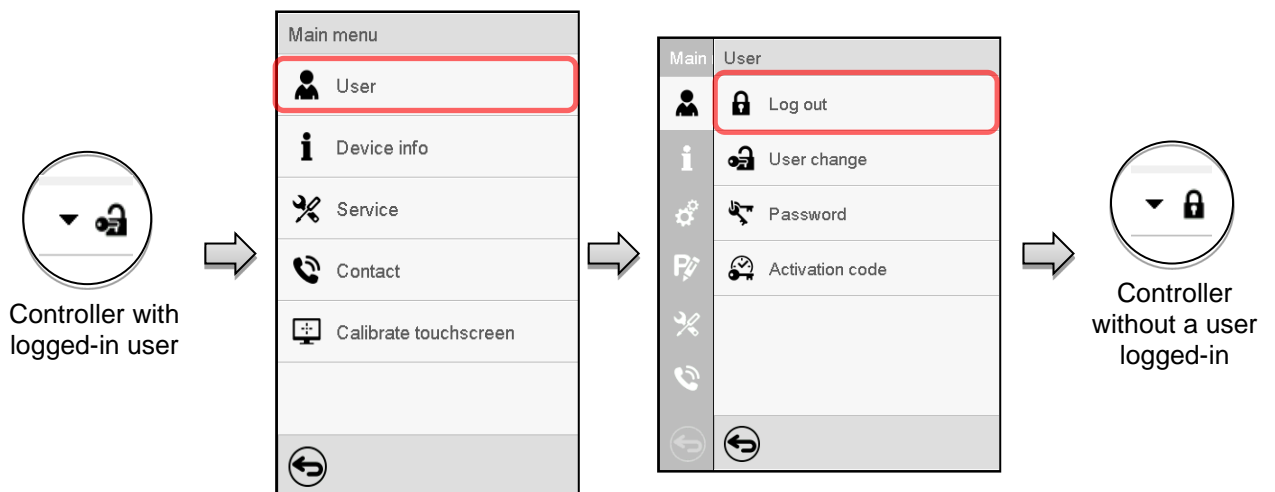 Controller with
logged-in user
Main menu
User
Device info
Service
Contact
Calibrate touchscreen
Main
User
Log out
User change
Password
Activation code
Controller
without a user
logged-in